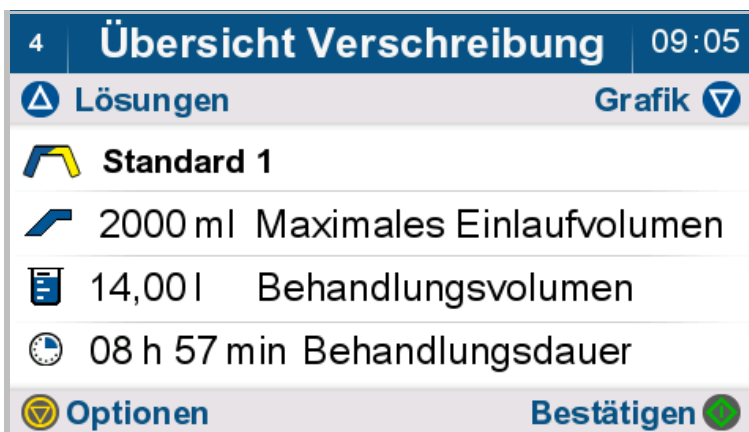 4 Übersicht Verschreibung 09:05
Lösungen Grafik
Standard 1
2000 ml Maximales Einlaufvolumen
14,00 l Behandlungsvolumen
08 h 57 min Behandlungsdauer
Optionen Bestätigen